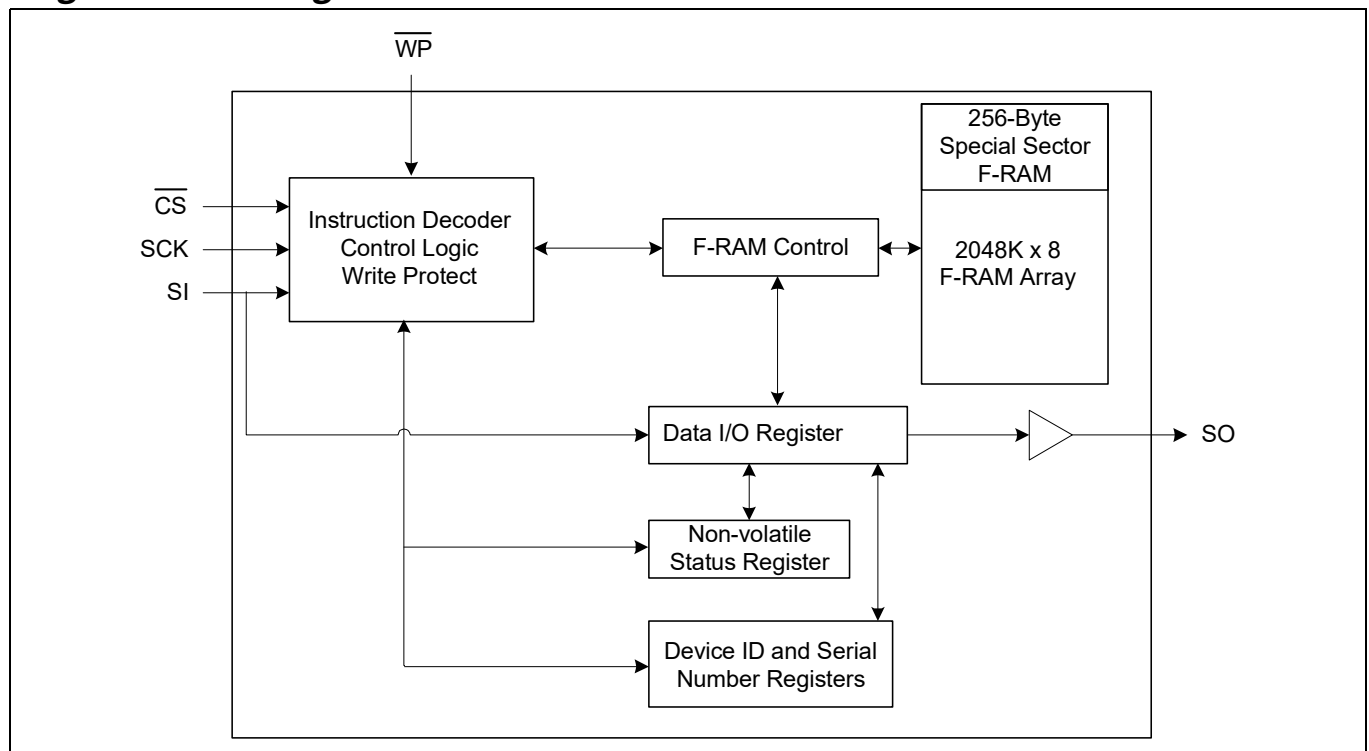 WP
256-Byte
Special Sector
F-RAM
CS
SCK
SI
Instruction Decoder
Control Logic
Write Protect
F-RAM Control
2048K x 8
F-RAM Array
Data I/O Register
SO
Non-volatile
Status Register
Device ID and Serial
Number Registers